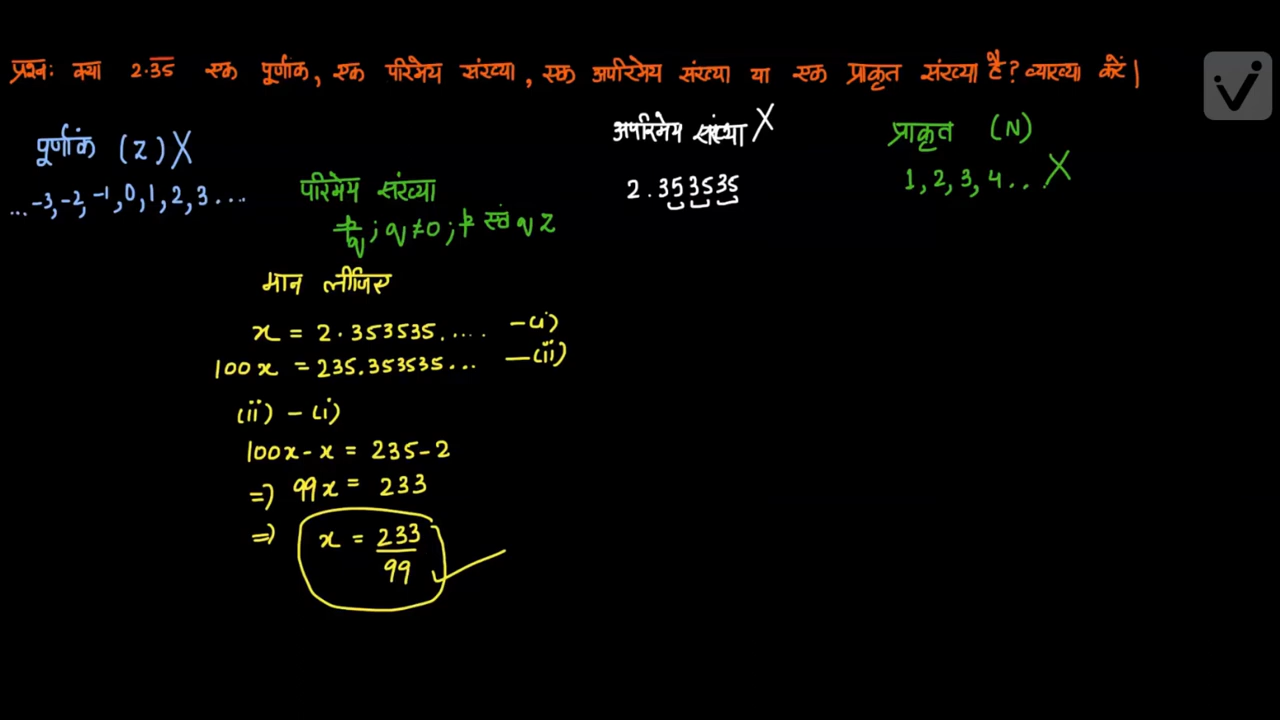 प्रश्न: क्या 2.3̅5̅ एक पूर्णांक, एक परिमेय संख्या, एक अपरिमेय संख्या या एक प्राकृत संख्या है? व्याख्या करें|
पूर्णांक (Z) X
...-3,-2,-1,0,1,2,3....
परिमेय संख्या
p/q ; q≠0 ; p एवं q Z
मान लीजिए
x = 2.353535..... -(i)
100x = 235.353535... -(ii)
(ii) - (i)
100x - x = 235 - 2
=) 99x = 233
=) x = 233/99
अपरिमेय संख्या X
2.353535
प्राकृत (N)
1,2,3,4... X